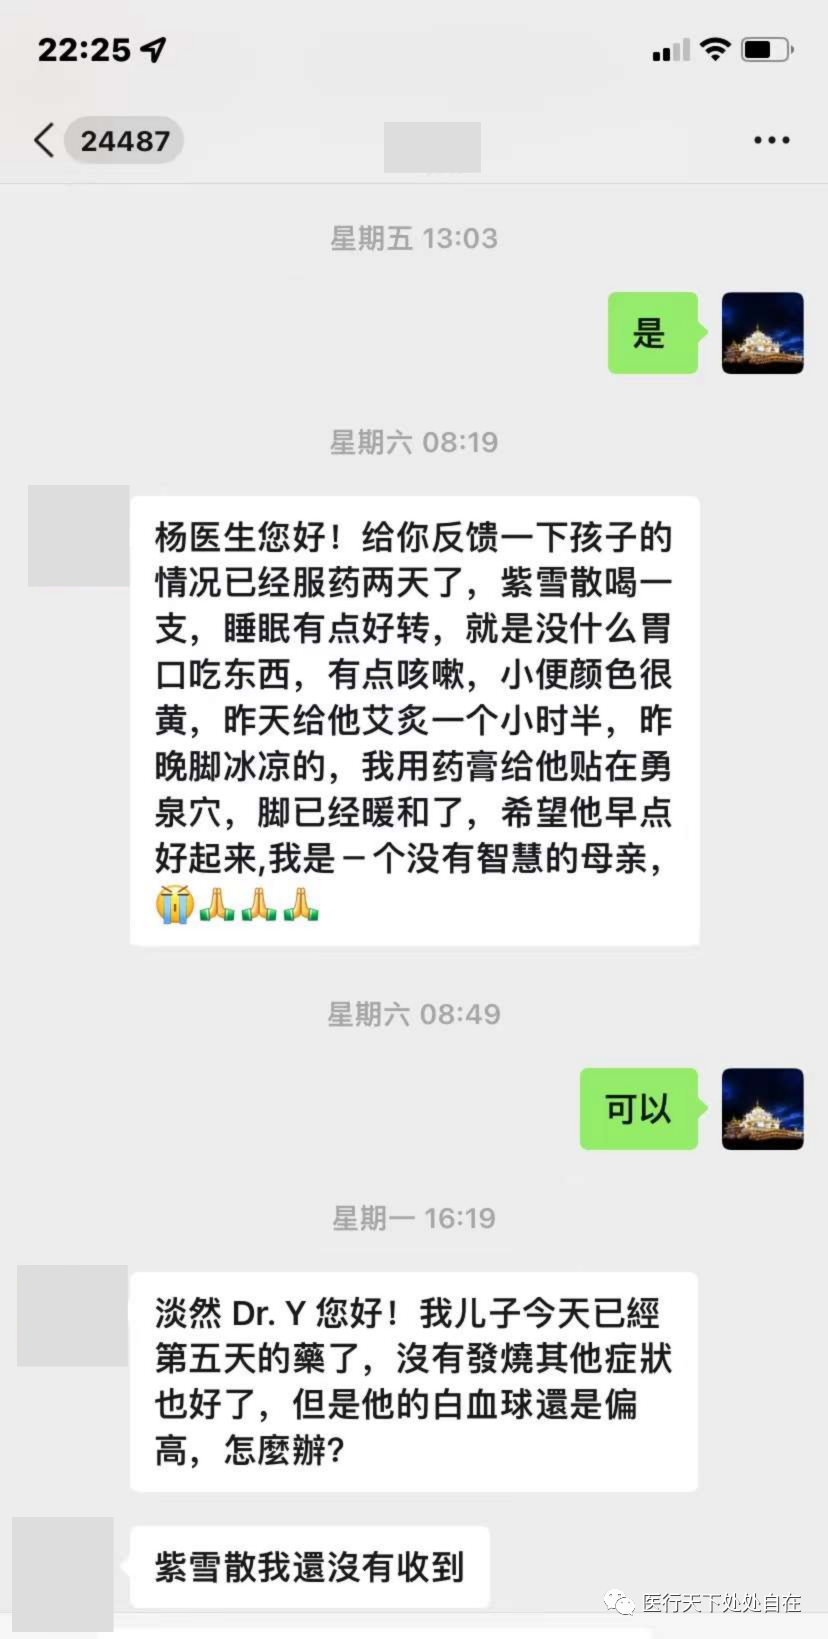 22:25
24487
星期五 13:03
是
星期六 08:19
杨医生您好！给你反馈一下孩子的
情况已经服药两天了，紫雪散喝一
支，睡眠有点好转，就是没什么胃
口吃东西，有点咳嗽，小便颜色很
黄，昨天给他艾炙一个小时半，昨
晚脚冰凉的，我用药膏给他贴在勇
泉穴，脚已经暖和了，希望他早点
好起来,我是一个没有智慧的母亲，
😭🙏🙏🙏
星期六 08:49
可以
星期一 16:19
淡然 Dr. Y 您好！我儿子今天已經
第五天的藥了，沒有發燒其他症狀
也好了，但是他的白血球還是偏
高，怎麼辦?
紫雪散我還沒有收到
医行天下处处自在